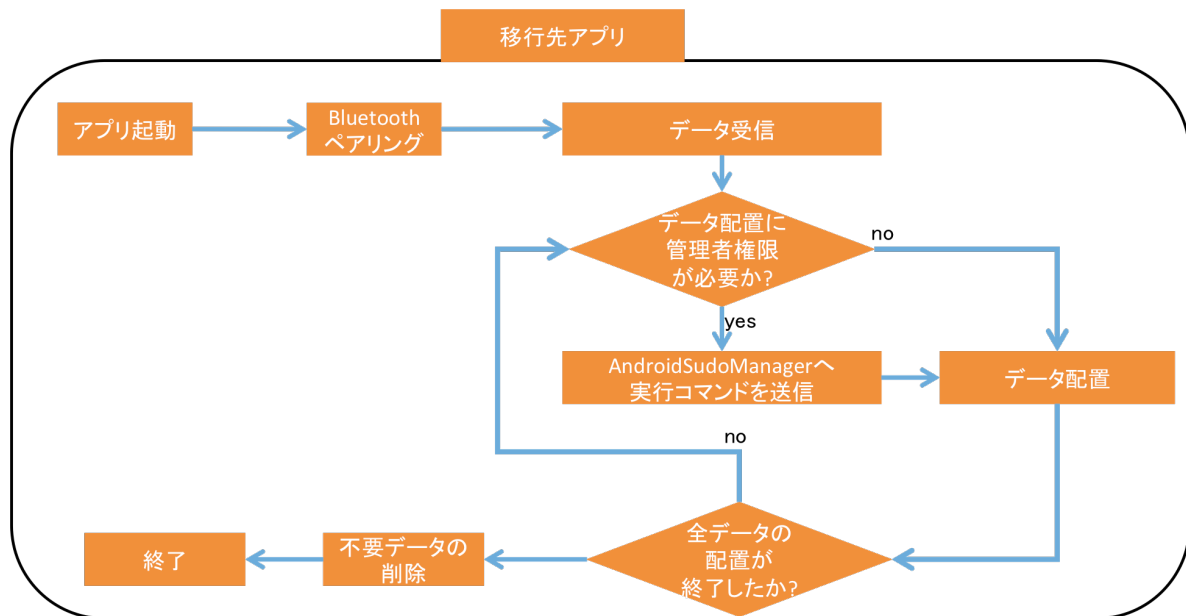 移行先アプリ
アプリ起動
Bluetooth
ペアリング
データ受信
データ配置に
管理者権限
が必要か?
no
yes
AndroidSudoManagerへ
実行コマンドを送信
データ配置
no
全データの
配置が
終了したか?
不要データの
削除
終了